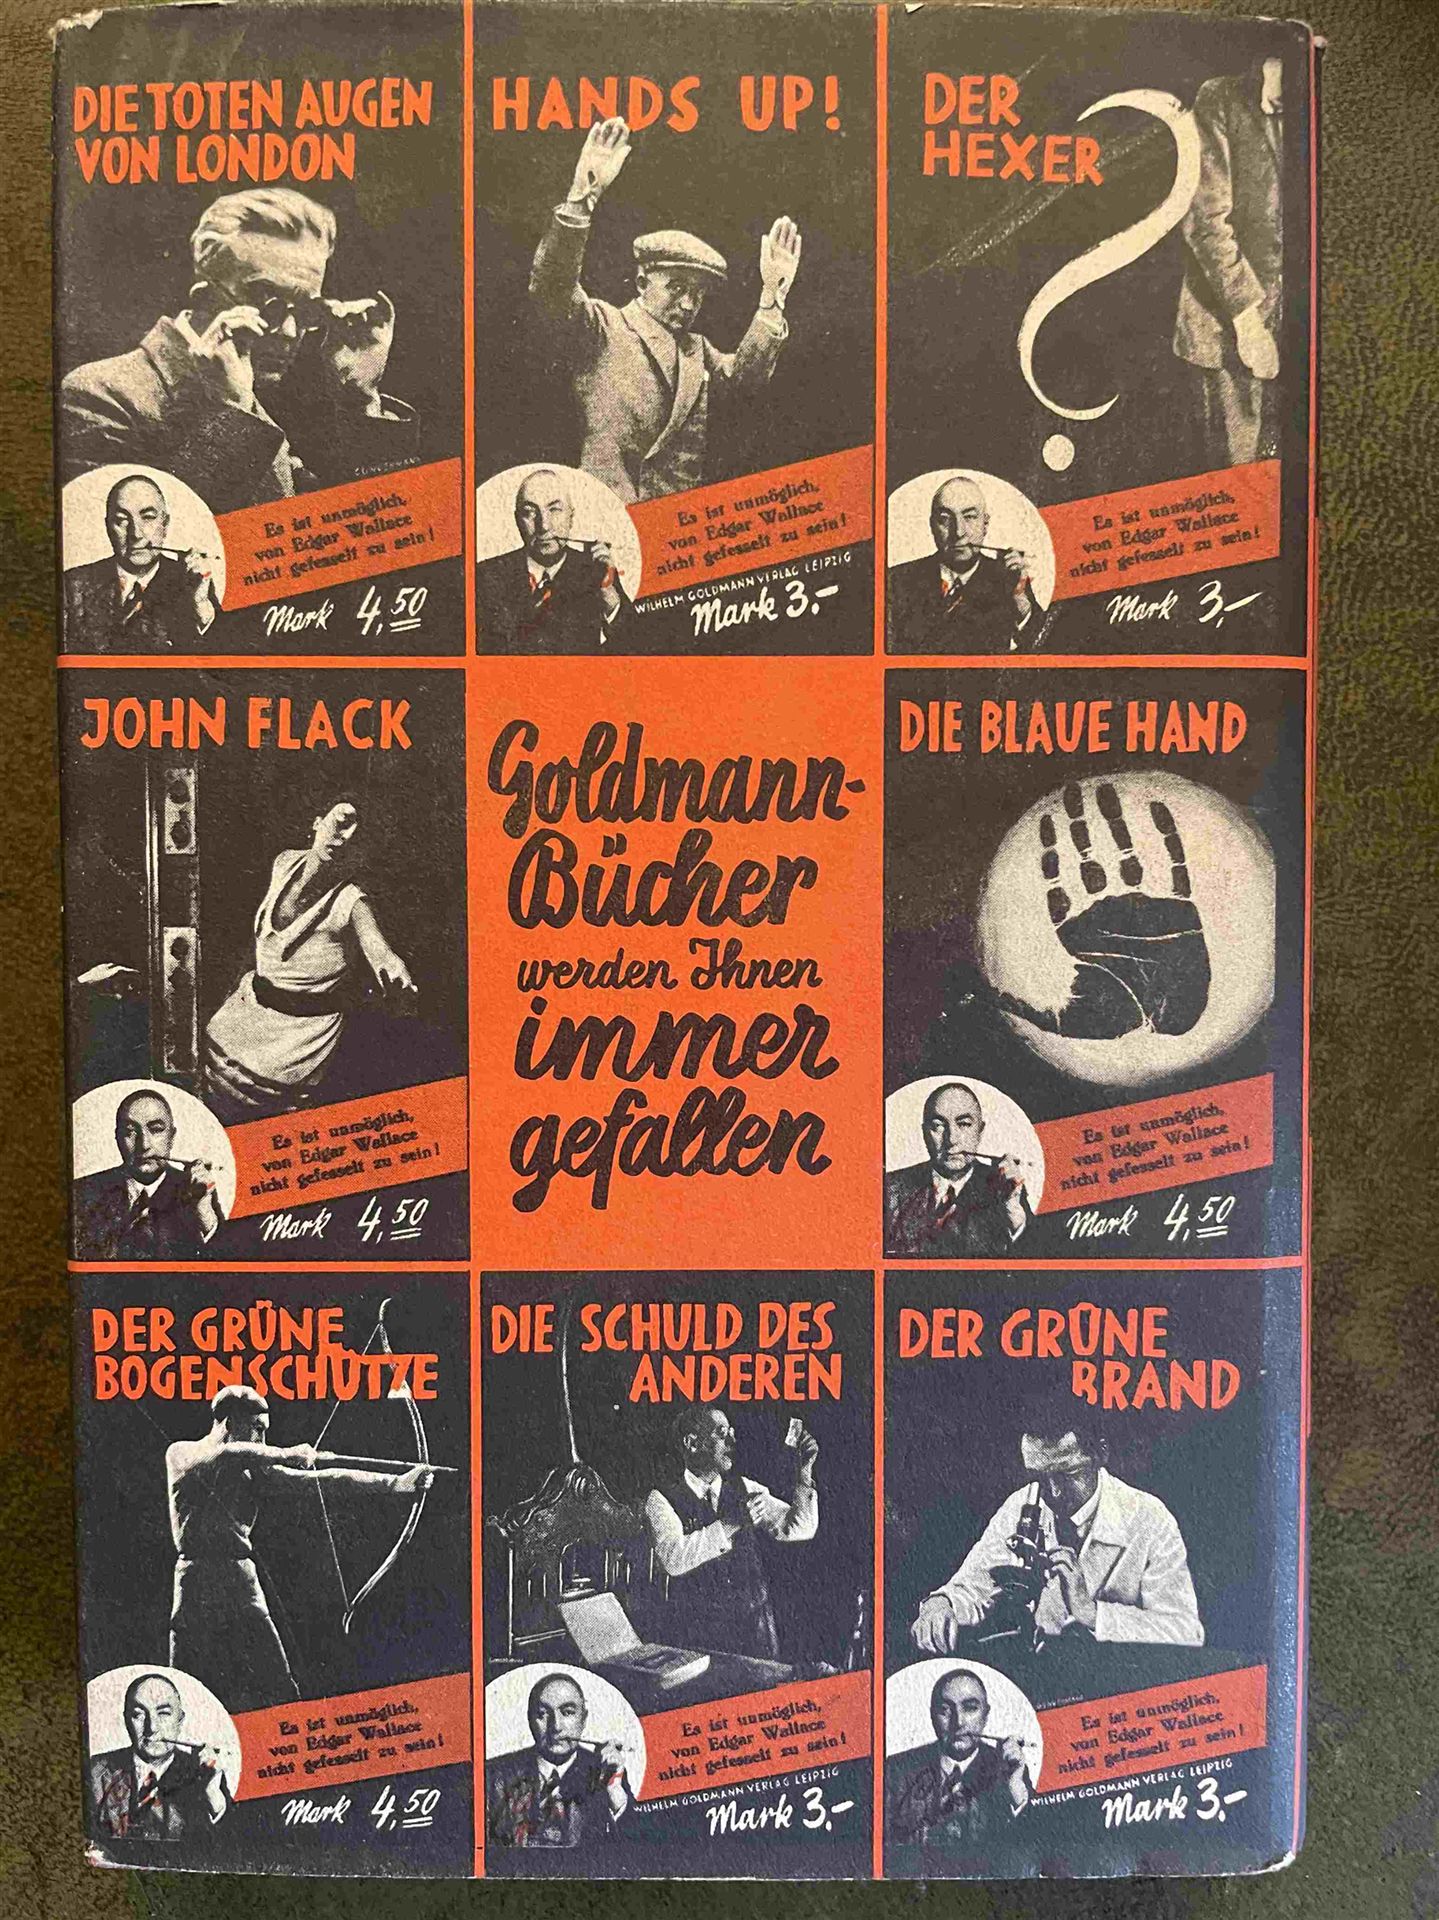 DIE TOTEN AUGEN
VON LONDON
Es ist unmöglich,
von Edgar Wallace
nicht gefesselt zu sein!
Mark 4,50
HANDS UP!
Es ist unmöglich,
von Edgar Wallace
nicht gefesselt zu sein!
WILHELM GOLDMANN VERLAG LEIPZIG
Mark 3.-
DER
HEXER
Es ist unmöglich,
von Edgar Wallace
nicht gefesselt zu sein!
Mark 3,-
JOHN FLACK
Es ist unmöglich,
von Edgar Wallace
nicht gefesselt zu sein!
Mark 4,50
Goldmann-
Bücher
werden Ihnen
immer
gefallen
DIE BLAUE HAND
Es ist unmöglich,
von Edgar Wallace
nicht gefesselt zu sein!
Mark 4,50
DER GRÜNE
BOGENSCHÜTZE
Es ist unmöglich,
von Edgar Wallace
nicht gefesselt zu sein!
Mark 4,50
DIE SCHULD DES
ANDEREN
Es ist unmöglich,
von Edgar Wallace
nicht gefesselt zu sein!
WILHELM GOLDMANN VERLAG LEIPZIG
Mark 3.-
DER GRÜNE
BRAND
Es ist unmöglich,
von Edgar Wallace
nicht gefesselt zu sein!
WILHELM GOLDMANN VERLAG LEIPZIG
Mark 3.-